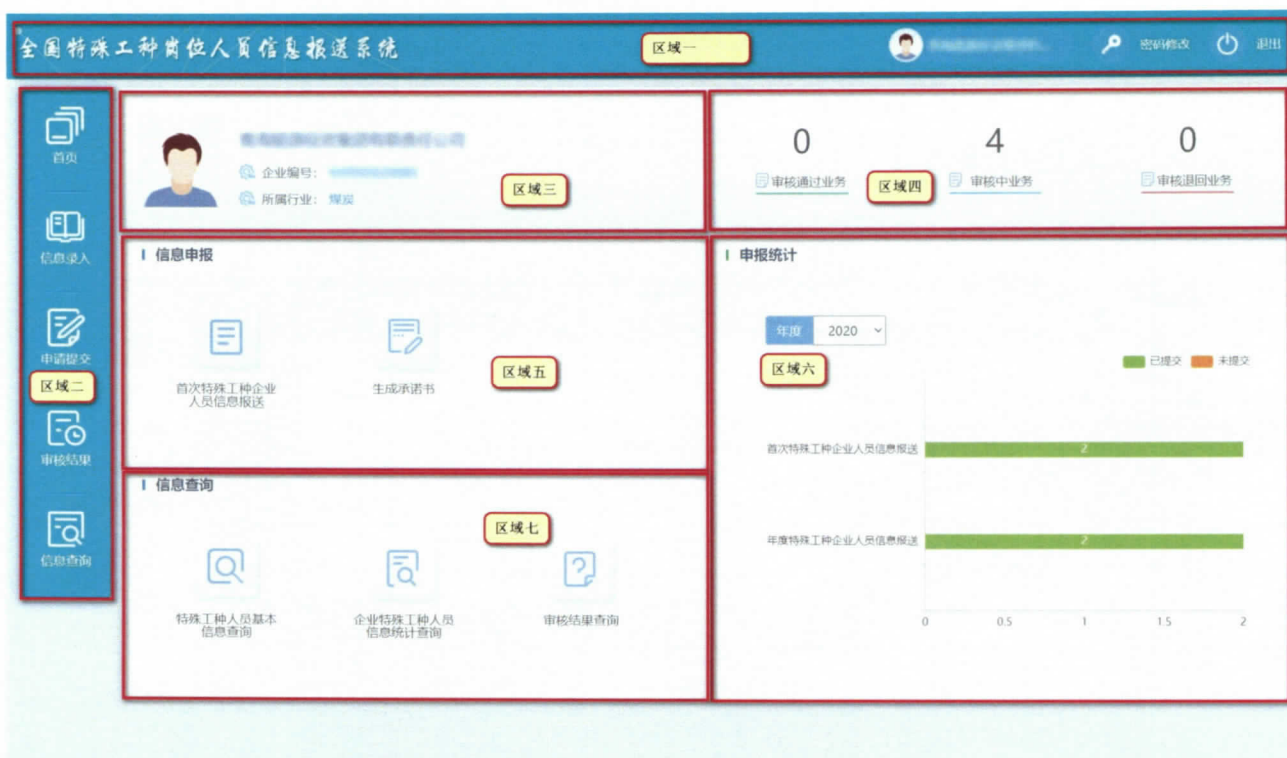 全国特殊工种岗位人员信息报送系统
区域一
密码修改
退出
首页
信息录入
申请提交
区域二
审核结果
信息查询
企业编号：
所属行业： 煤炭
区域三
0
审核通过业务
区域四
4
审核中业务
0
审核退回业务
信息申报
首次特殊工种企业
人员信息报送
生成承诺书
区域五
申报统计
年度 2020
区域六
已提交 未提交
首次特殊工种企业人员信息报送 2
年度特殊工种企业人员信息报送 2
0 0.5 1 1.5 2
信息查询
区域七
特殊工种人员基本
信息查询
企业特殊工种人员
信息统计查询
审核结果查询